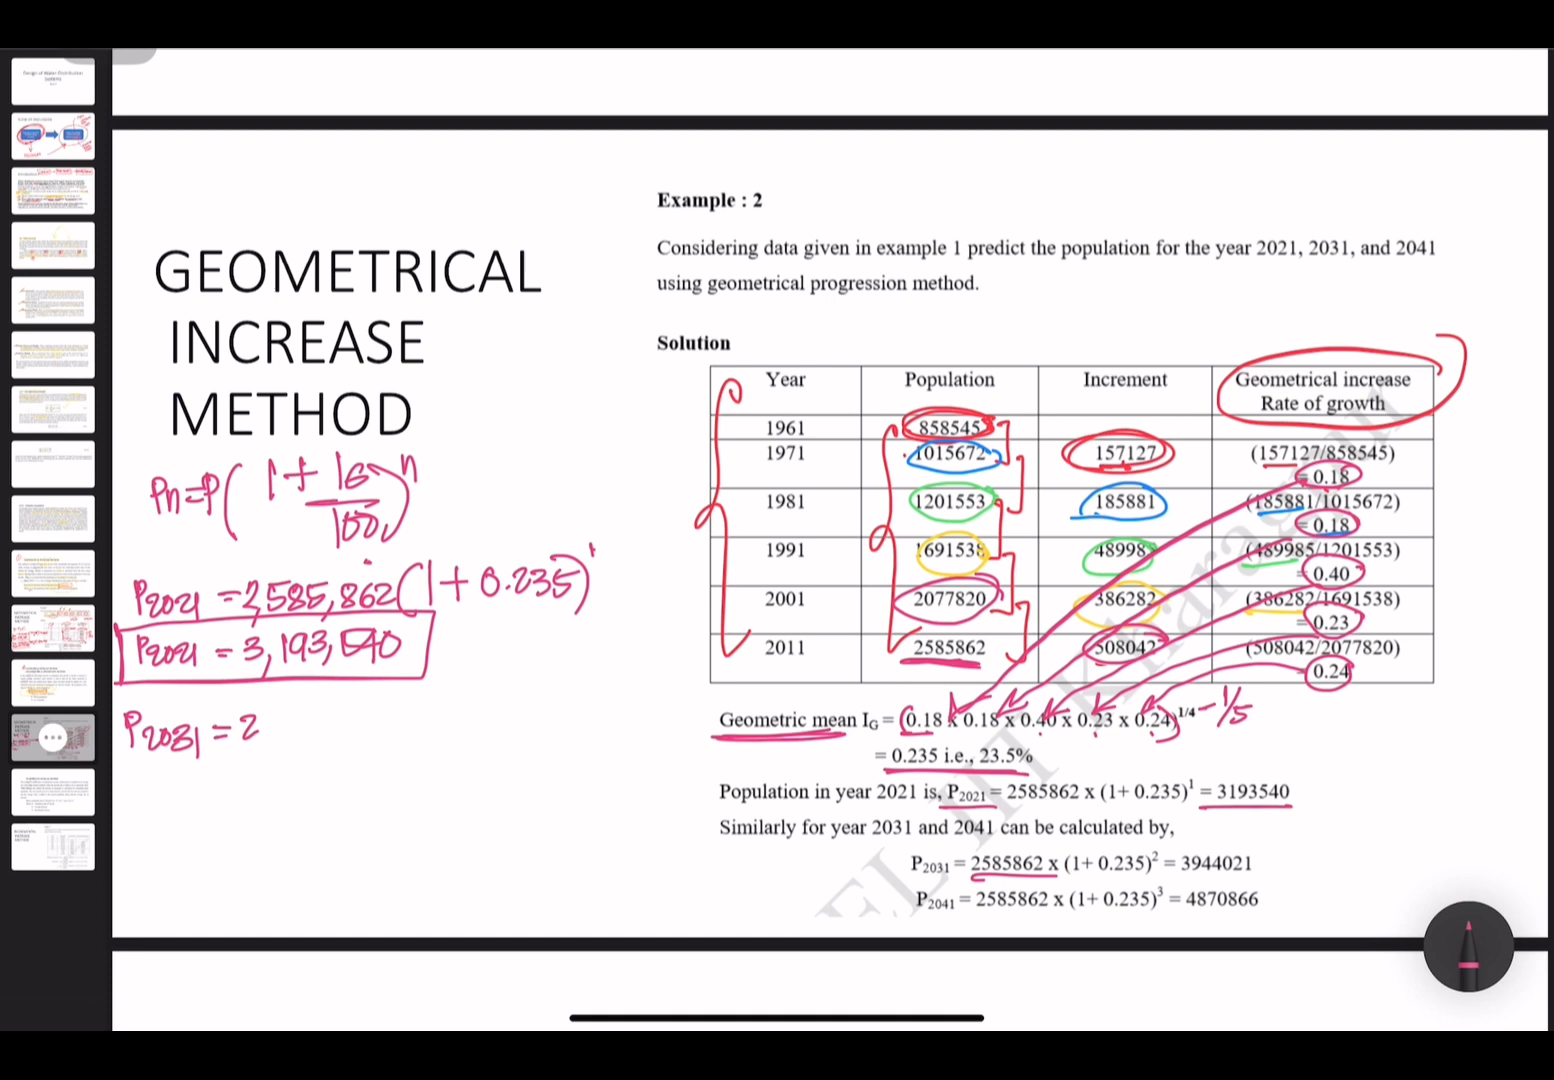 Design of Water Distribution
Systems
GEOMETRICAL
INCREASE
METHOD
Pn=P(1+IG/100)^n
P2021 = 2,585,862(1+0.235)^1
P2021 = 3,193,540
P2031 = 2
Example : 2
Considering data given in example 1 predict the population for the year 2021, 2031, and 2041
using geometrical progression method.
Solution
Year Population Increment Geometrical increase
Rate of growth
1961 858545
1971 1015672 157127 (157127/858545)
= 0.18
1981 1201553 185881 (185881/1015672)
= 0.18
1991 1691538 489985 (489985/1201553)
= 0.40
2001 2077820 386282 (386282/1691538)
= 0.23
2011 2585862 508042 (508042/2077820)
0.24
Geometric mean IG = (0.18 x 0.18 x 0.40 x 0.23 x 0.24)^1/4 - 1/5
= 0.235 i.e., 23.5%
Population in year 2021 is, P2021 = 2585862 x (1+ 0.235)^1 = 3193540
Similarly for year 2031 and 2041 can be calculated by,
P2031 = 2585862 x (1+ 0.235)^2 = 3944021
P2041 = 2585862 x (1+ 0.235)^3 = 4870866